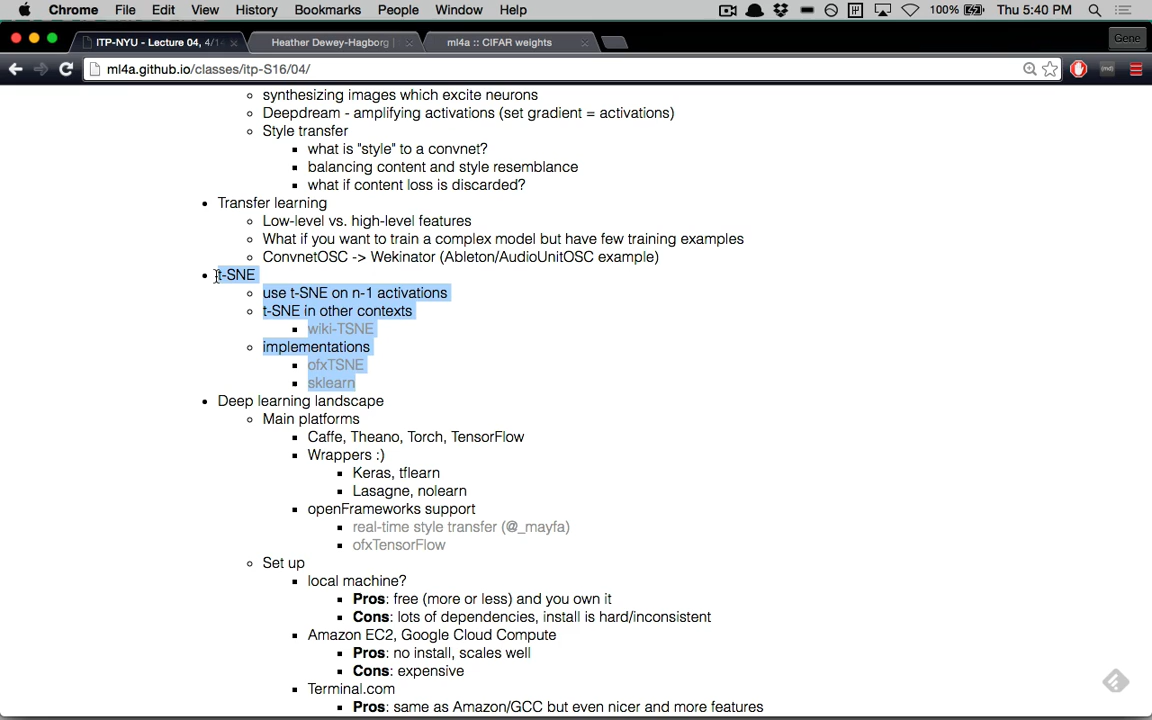 Chrome File Edit View History Bookmarks People Window Help 100% Thu 5:40 PM
ITP-NYU - Lecture 04, 4/1 Heather Dewey-Hagborg | ml4a :: CIFAR weights Gene
ml4a.github.io/classes/itp-S16/04/
synthesizing images which excite neurons
Deepdream - amplifying activations (set gradient = activations)
Style transfer
what is "style" to a convnet?
balancing content and style resemblance
what if content loss is discarded?
Transfer learning
Low-level vs. high-level features
What if you want to train a complex model but have few training examples
ConvnetOSC -> Wekinator (Ableton/AudioUnitOSC example)
t-SNE
use t-SNE on n-1 activations
t-SNE in other contexts
wiki-TSNE
implementations
ofxTSNE
sklearn
Deep learning landscape
Main platforms
Caffe, Theano, Torch, TensorFlow
Wrappers :)
Keras, tflearn
Lasagne, nolearn
openFrameworks support
real-time style transfer (@_mayfa)
ofxTensorFlow
Set up
local machine?
Pros: free (more or less) and you own it
Cons: lots of dependencies, install is hard/inconsistent
Amazon EC2, Google Cloud Compute
Pros: no install, scales well
Cons: expensive
Terminal.com
Pros: same as Amazon/GCC but even nicer and more features